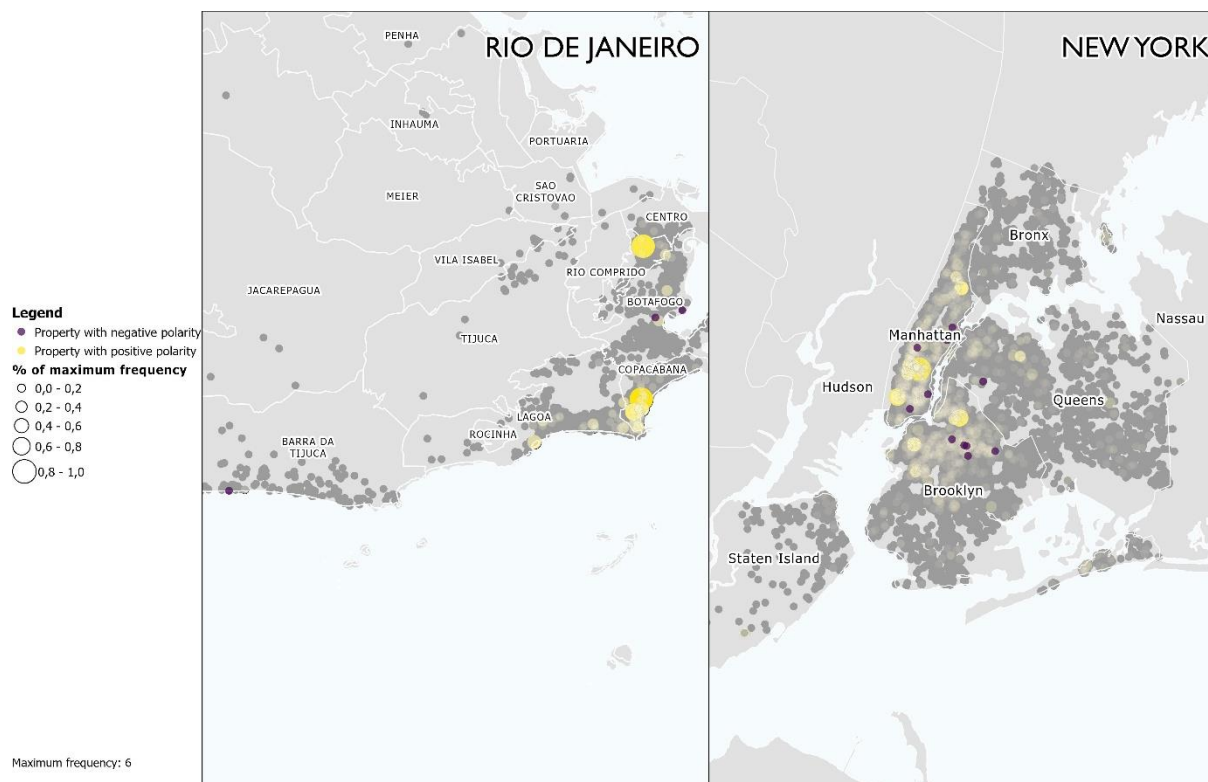 RIO DE JANEIRO
PENHA
INHAUMA
PORTUARIA
MEIER
SAO
CRISTOVAO
CENTRO
VILA ISABEL
RIO COMPRIDO
JACAREPAGUA
BOTAFOGO
TIJUCA
COPACABANA
LAGOA
ROCINHA
BARRA DA
TIJUCA
NEW YORK
Bronx
Nassau
Manhattan
Hudson
Queens
Brooklyn
Staten Island
Legend
Property with negative polarity
Property with positive polarity
% of maximum frequency
0,0 - 0,2
0,2 - 0,4
0,4 - 0,6
0,6 - 0,8
0,8 - 1,0
Maximum frequency: 6